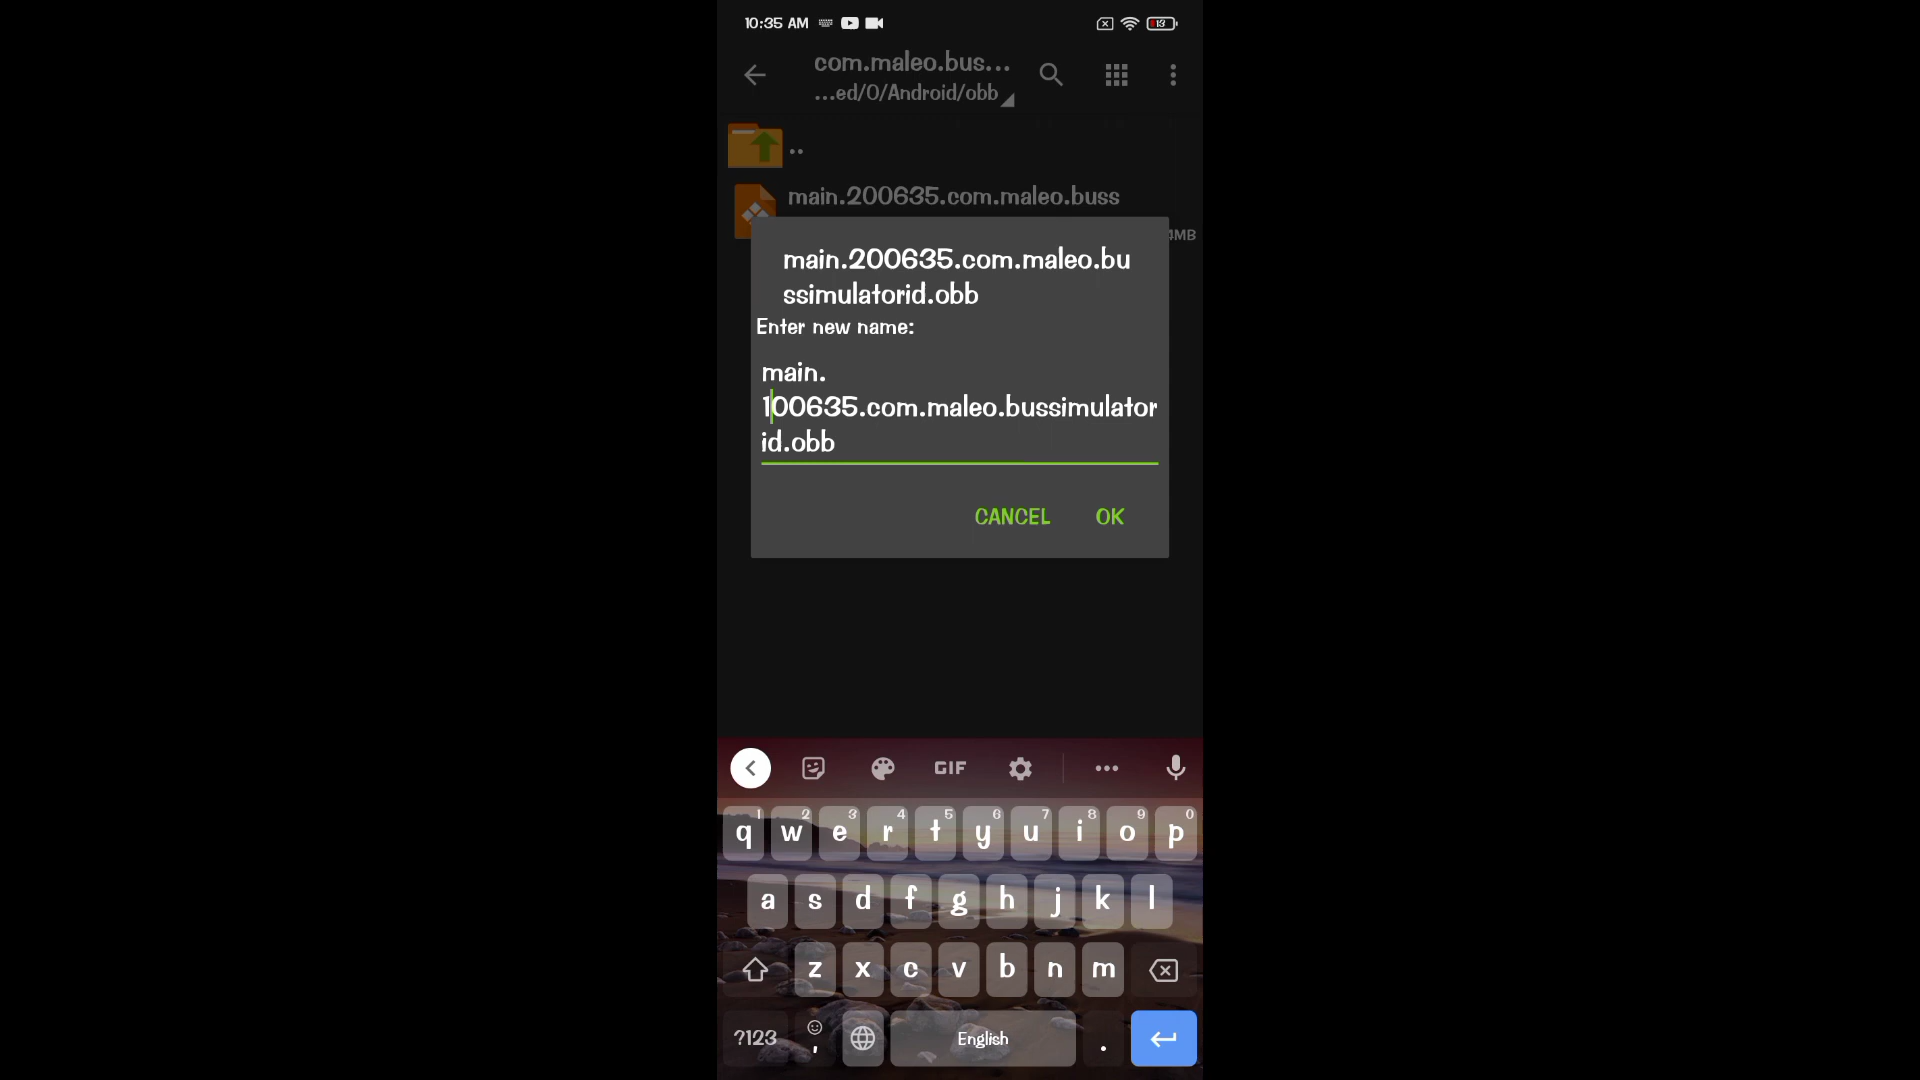 10:35 AM
13
com.maleo.bus...
...ed/0/Android/obb
..
main.200635.com.maleo.buss
4MB
main.200635.com.maleo.bu
ssimulatorid.obb
Enter new name:
main.
100635.com.maleo.bussimulator
id.obb
CANCEL OK
GIF
1 2 3 4 5 6 7 8 9 0
q w e r t y u i o p
a s d f g h j k l
z x c v b n m
?123 , English .